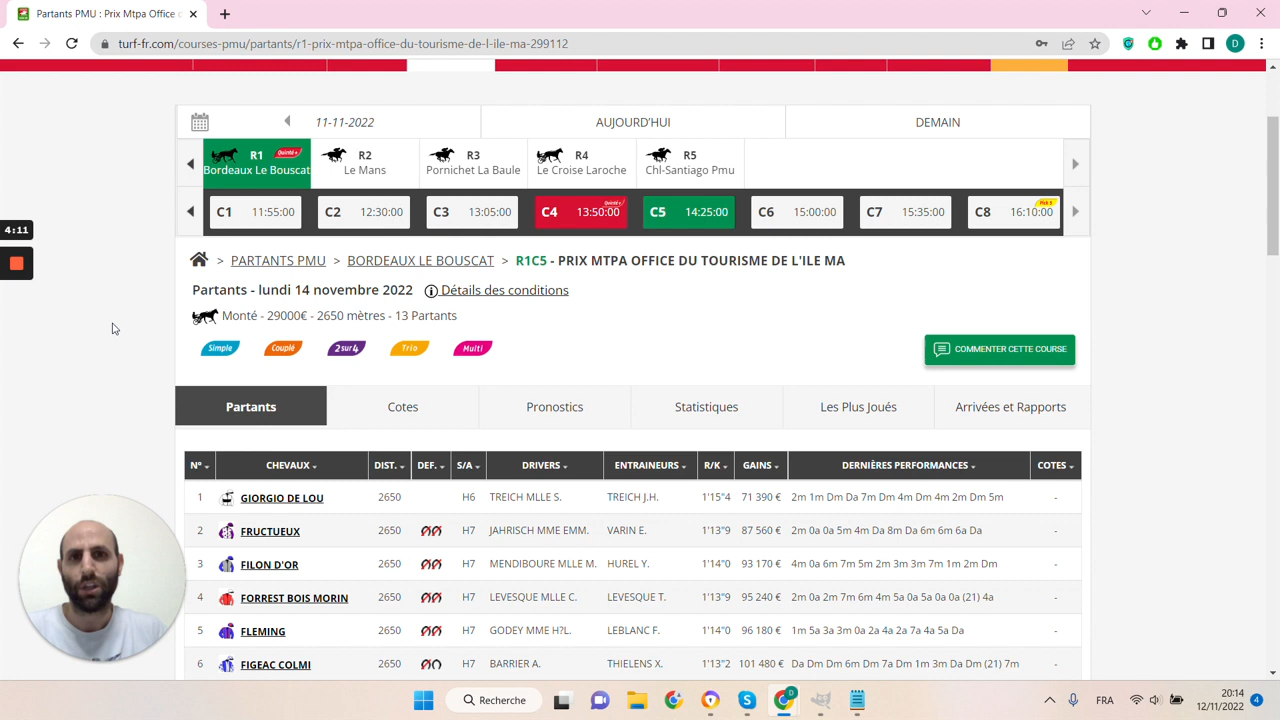 Partants PMU : Prix Mtpa Office d
turf-fr.com/courses-pmu/partants/r1-prix-mtpa-office-du-tourisme-de-l-ile-ma-299112
D
11-11-2022 AUJOURD'HUI DEMAIN
R1 Quinté+ R2 R3 R4 R5
Bordeaux Le Bouscat Le Mans Pornichet La Baule Le Croise Laroche Chl-Santiago Pmu
C1 11:55:00 C2 12:30:00 C3 13:05:00 C4 13:50:00 Quinté+ C5 14:25:00 C6 15:00:00 C7 15:35:00 C8 16:10:00 Pick 5
4:11
> PARTANTS PMU > BORDEAUX LE BOUSCAT > R1C5 - PRIX MTPA OFFICE DU TOURISME DE L'ILE MA
Partants - lundi 14 novembre 2022 Détails des conditions
Monté - 29000€ - 2650 mètres - 13 Partants
Simple Couplé 2sur4 Trio Multi
COMMENTER CETTE COURSE
Partants Cotes Pronostics Statistiques Les Plus Joués Arrivées et Rapports
N° CHEVAUX DIST. DEF. S/A DRIVERS ENTRAINEURS R/K GAINS DERNIÈRES PERFORMANCES COTES
1 GIORGIO DE LOU 2650 H6 TREICH MLLE S. TREICH J.H. 1'15"4 71 390 € 2m 1m Dm Da 7m Dm 4m Dm 4m 2m Dm 5m -
2 FRUCTUEUX 2650 H7 JAHRISCH MME EMM. VARIN E. 1'13"9 87 560 € 2m 0a 0a 5m 4m Da 8m Da 6m 6m 6a Da -
3 FILON D'OR 2650 H7 MENDIBOURE MLLE M. HUREL Y. 1'14"0 93 170 € 4m 0a 6m 7m 5m 2m 3m 3m 7m 1m 2m Dm -
4 FORREST BOIS MORIN 2650 H7 LEVESQUE MLLE C. LEVESQUE T. 1'13"9 95 240 € 2m 0a 2m 7m 6m 4m 5a 0a 5a 0a 0a (21) 4a -
5 FLEMING 2650 H7 GODEY MME H?L. LEBLANC F. 1'14"0 96 180 € 1m 5a 3a 3m 0a 2a 4a 2a 7a 4a 5a Da -
6 FIGEAC COLMI 2650 H7 BARRIER A. THIELENS X. 1'13"2 101 480 € Da Dm Dm 6m Dm 7a Dm 1m 3m Da Dm (21) 7m -
Recherche D FRA 20:14
12/11/2022 4